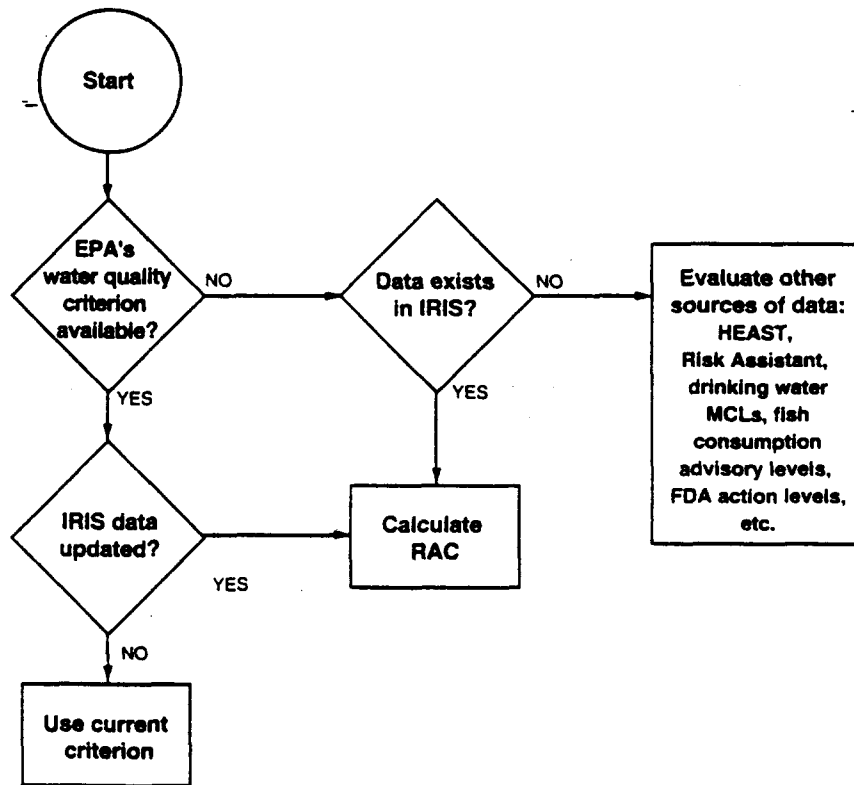 Start
EPA's
water quality
criterion
available?
NO
Data exists
in IRIS?
NO
Evaluate other
sources of data:
HEAST,
Risk Assistant,
drinking water
MCLs, fish
consumption
advisory levels,
FDA action levels,
etc.
YES
YES
IRIS data
updated?
YES
Calculate
RAC
NO
Use current
criterion